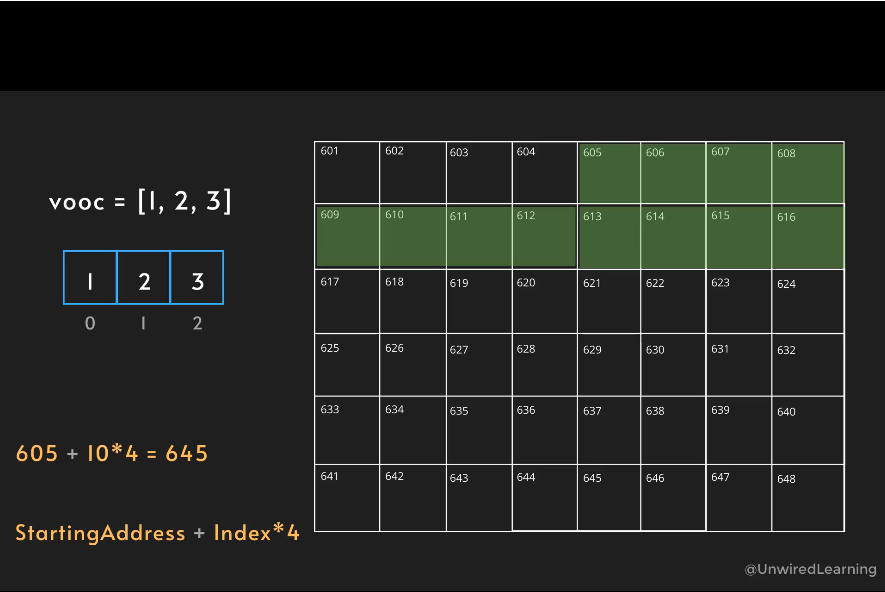 vooc = [1, 2, 3]
1 2 3
0 1 2
605 + 10*4 = 645
StartingAddress + Index*4
601 602 603 604 605 606 607 608
609 610 611 612 613 614 615 616
617 618 619 620 621 622 623 624
625 626 627 628 629 630 631 632
633 634 635 636 637 638 639 640
641 642 643 644 645 646 647 648
@UnwiredLearning